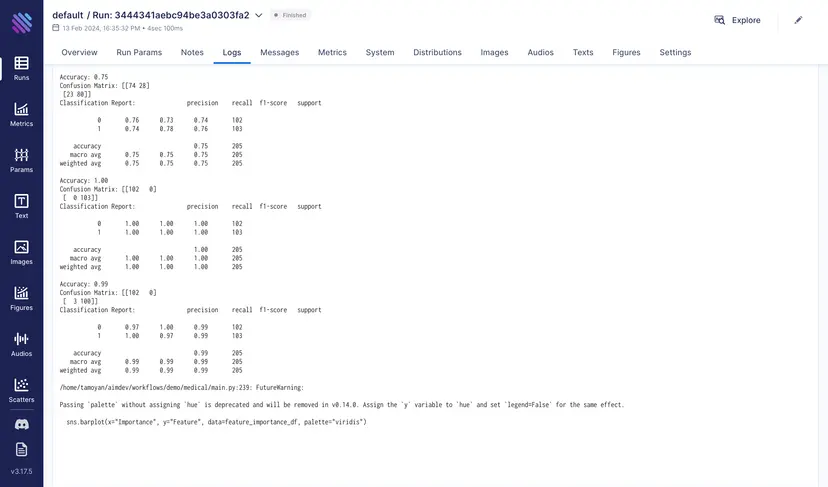 default / Run: 3444341aebc94be3a0303fa2
Finished
13 Feb 2024, 16:35:32 PM • 4sec 100ms
Explore
Overview Run Params Notes Logs Messages Metrics System Distributions Images Audios Texts Figures Settings
Runs
Metrics
Params
Text
Images
Figures
Audios
Scatters
v3.17.5
Accuracy: 0.75
Confusion Matrix: [[74 28]
[23 80]]
Classification Report: precision recall f1-score support
0 0.76 0.73 0.74 102
1 0.74 0.78 0.76 103
accuracy 0.75 205
macro avg 0.75 0.75 0.75 205
weighted avg 0.75 0.75 0.75 205
Accuracy: 1.00
Confusion Matrix: [[102 0]
[ 0 103]]
Classification Report: precision recall f1-score support
0 1.00 1.00 1.00 102
1 1.00 1.00 1.00 103
accuracy 1.00 205
macro avg 1.00 1.00 1.00 205
weighted avg 1.00 1.00 1.00 205
Accuracy: 0.99
Confusion Matrix: [[102 0]
[ 3 100]]
Classification Report: precision recall f1-score support
0 0.97 1.00 0.99 102
1 1.00 0.97 0.99 103
accuracy 0.99 205
macro avg 0.99 0.99 0.99 205
weighted avg 0.99 0.99 0.99 205
/home/tamoyan/aimdev/workflows/demo/medical/main.py:239: FutureWarning:
Passing `palette` without assigning `hue` is deprecated and will be removed in v0.14.0. Assign the `y` variable to `hue` and set `legend=False` for the same effect.
sns.barplot(x="Importance", y="Feature", data=feature_importance_df, palette="viridis")